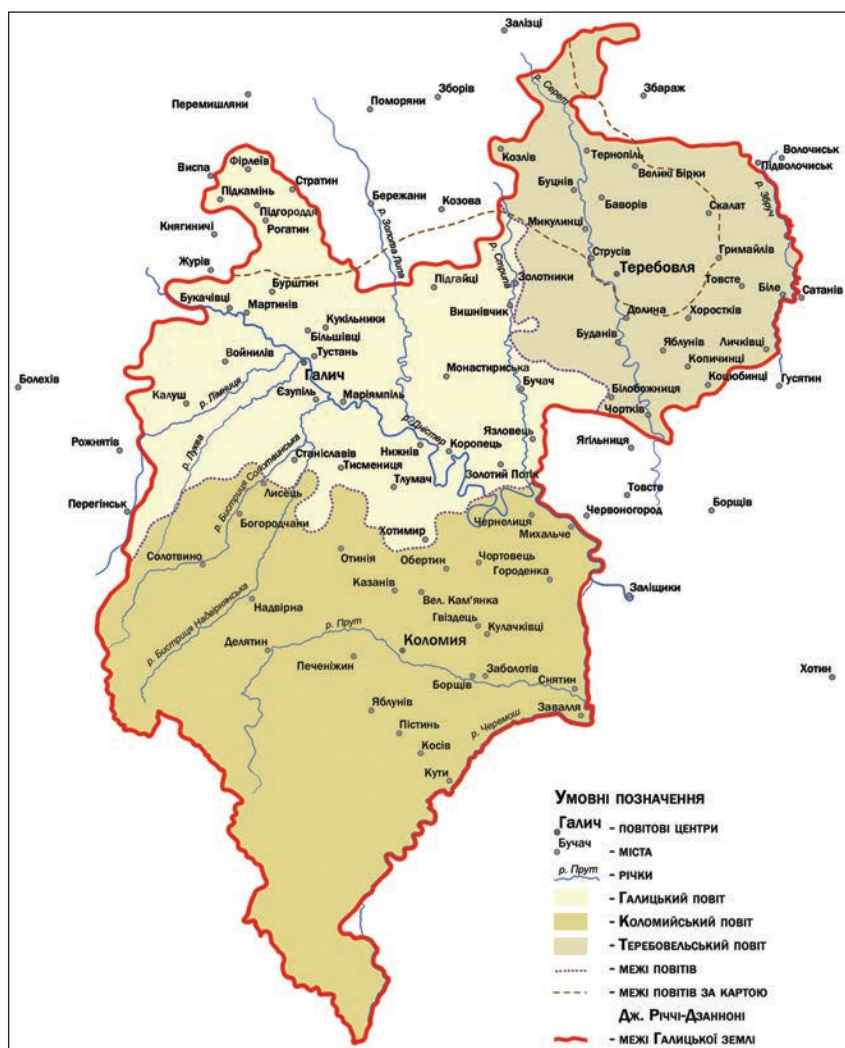 Залізці
Перемишляни
Поморяни
Зборів
р. Серет
Збараж
Козлів
Тернопіль
Волочиськ
Підволочиськ
Великі Бірки
Виспа
Фірлеїв
Стратин
Підкамінь
Підгороддя
Рогатин
Княгиничі
Журів
Бережани
Козова
р. Золота Липа
Буцнів
Баворів
Скалат
р. Збруч
Микулинці
р. Стрипа
Струсів
Гримайлів
Теребовля
Золотники
Товсте
Біле
Сатанів
Підгайці
Вишнівчик
Бурштин
Букачівці
Мартинів
Кукільники
Більшівці
Тустань
Войнилів
Галич
Долина
Хоростків
Буданів
Яблунів
Личківці
Копичинці
Коцюбинці
Гусятин
Монастириська
Бучач
Білобожниця
Чортків
Болехів
Калуш
р. Лімниця
Єзупіль
Маріямпіль
р. Дністер
Язловець
Ягільниця
Рожнятів
р. Луква
р. Бистриця Солотвинська
Станіславів
Тисмениця
Нижнів
Коропець
Золотий Потік
Тлумач
Товсте
Борщів
Перегінськ
Лисець
Богородчани
Хотимир
Чернелиця
Михальче
Червоногород
Солотвино
Отинія
Обертин
Чортовець
Городенка
Казанів
Вел. Кам'янка
Заліщики
Надвірна
р. Бистриця Надвірнянська
Гвіздець
Кулачківці
Делятин
р. Прут
Коломия
Печеніжин
Борщів
Заболотів
Снятин
Хотин
Яблунів
Завалля
Пістинь
р. Черемош
Косів
Кути
Умовні позначення
Галич - повітові центри
Бучач - міста
р. Прут - річки
- Галицький повіт
- Коломийський повіт
- Теребовельський повіт
- межі повітів
- межі повітів за картою
Дж. Річчі-Дзанноні
- межі Галицької землі